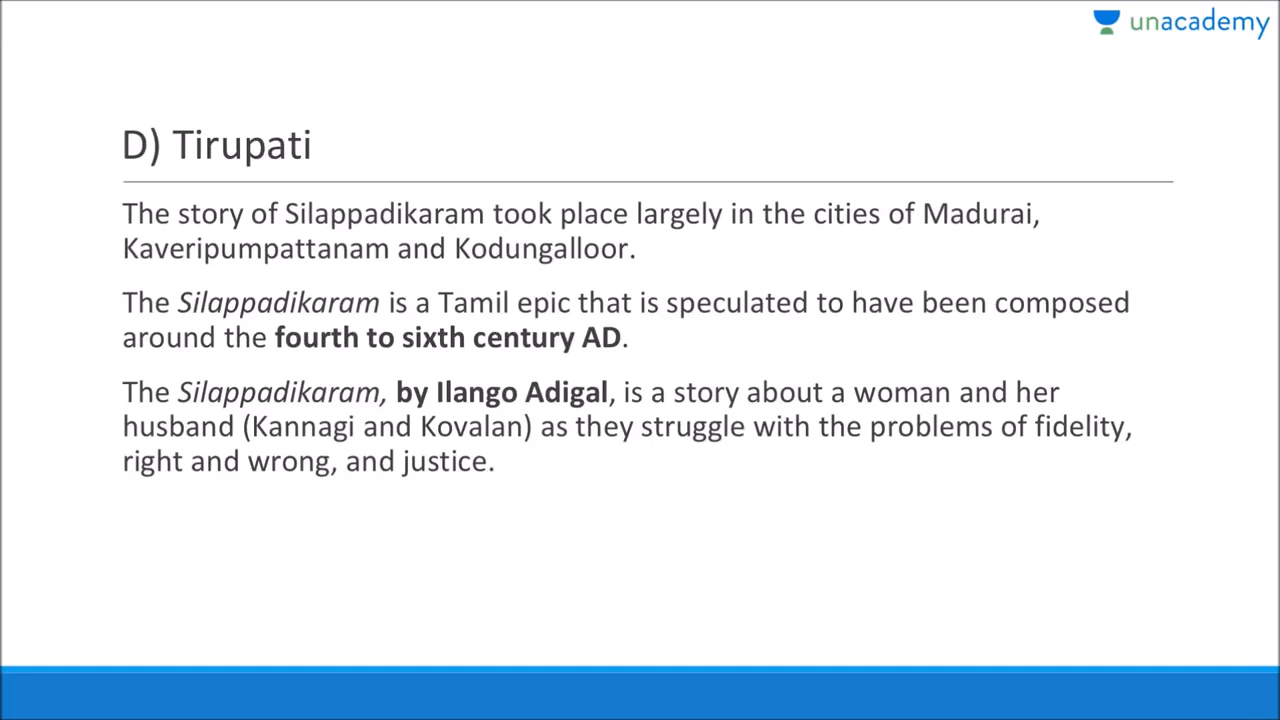 unacademy
D) Tirupati
The story of Silappadikaram took place largely in the cities of Madurai,
Kaveripumpattanam and Kodungalloor.
The Silappadikaram is a Tamil epic that is speculated to have been composed
around the fourth to sixth century AD.
The Silappadikaram, by Ilango Adigal, is a story about a woman and her
husband (Kannagi and Kovalan) as they struggle with the problems of fidelity,
right and wrong, and justice.